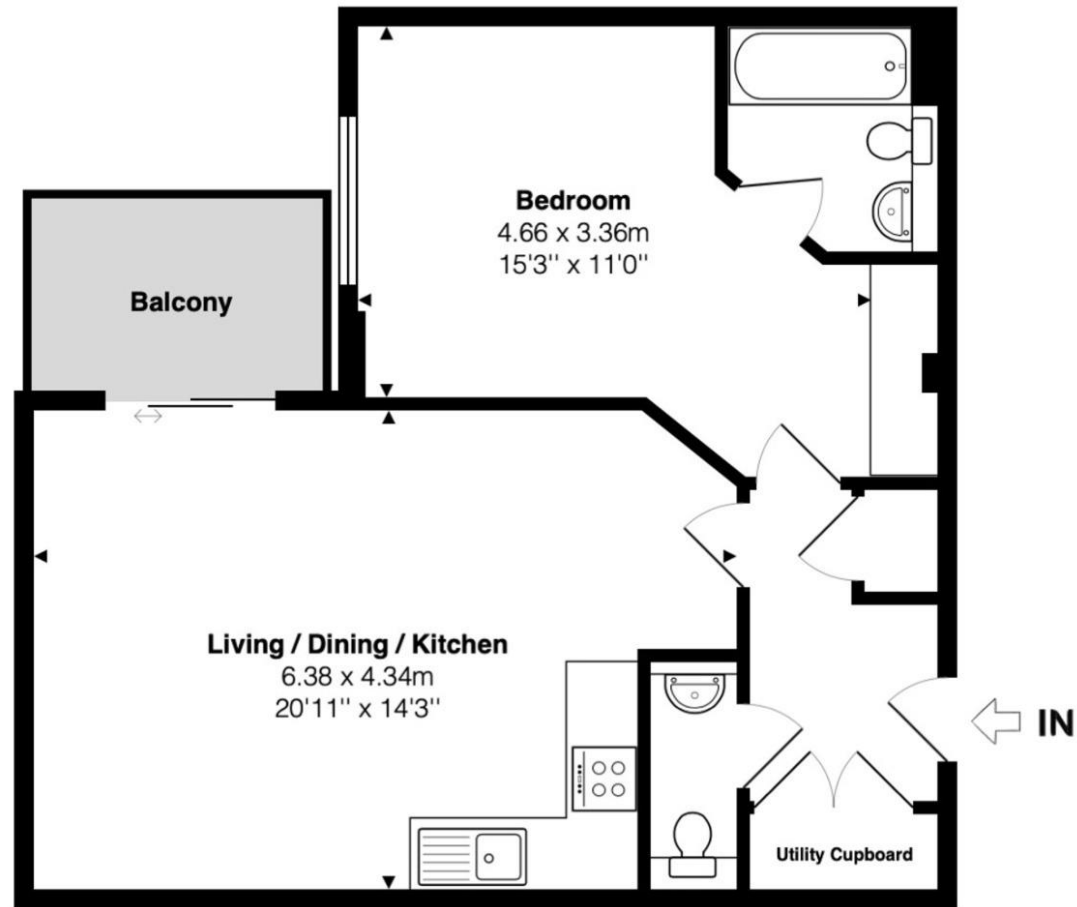 Bedroom
4.66 x 3.36m
15'3'' x 11'0''
Balcony
Living / Dining / Kitchen
6.38 x 4.34m
20'11'' x 14'3''
IN
Utility Cupboard